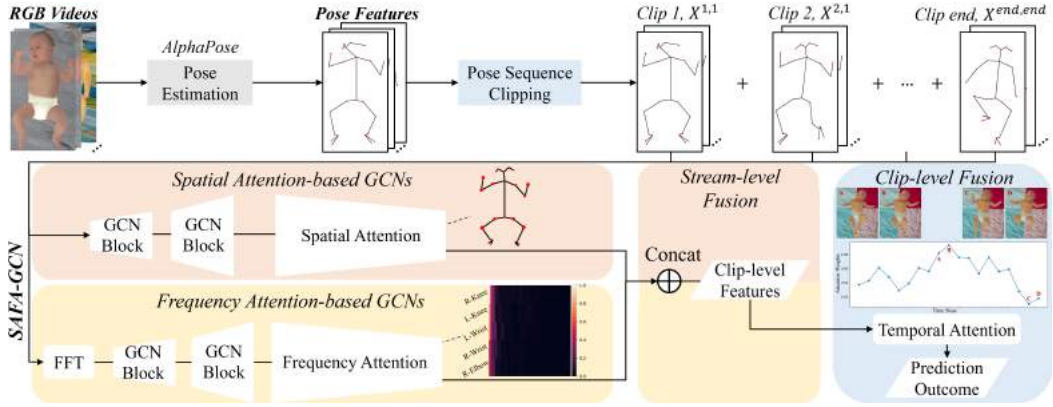 RGB Videos
Pose Features
Clip 1, X^{1,1}
Clip 2, X^{2,1}
Clip end, X^{end,end}
AlphaPose
Pose
Estimation
Pose Sequence
Clipping
+
+
...
+
SAFA-GCN
Spatial Attention-based GCNs
GCN
Block
GCN
Block
Spatial Attention
Stream-level
Fusion
Clip-level Fusion
Concat
Clip-level
Features
Frequency Attention-based GCNs
R-Knee
L-Knee
L-Wrist
R-Wrist
R-Elbow
FFT
GCN
Block
GCN
Block
Frequency Attention
Time Steps
Temporal Attention
Prediction
Outcome